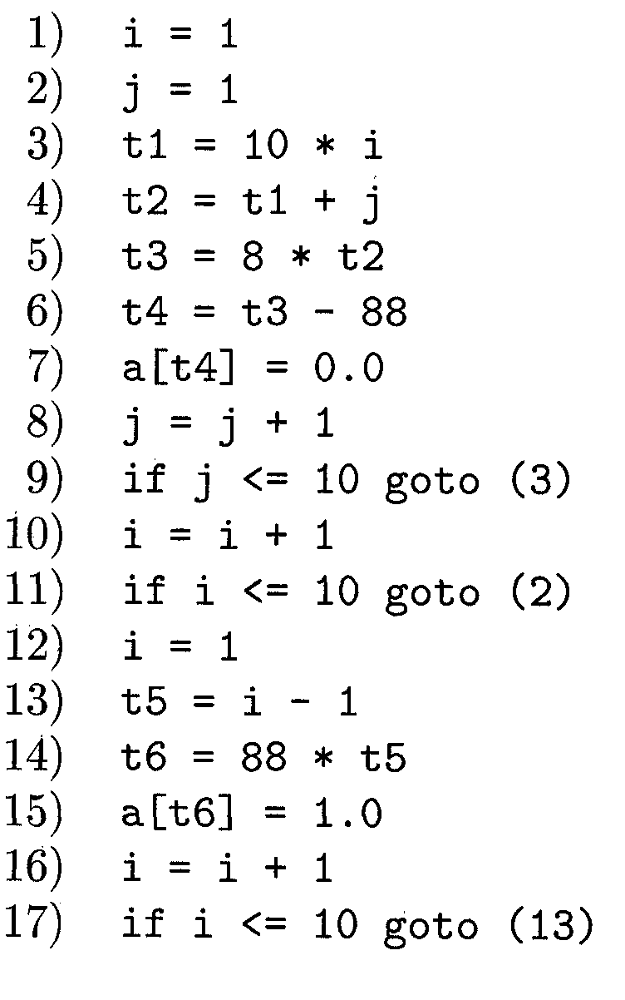 1) i = 1
2) j = 1
3) t1 = 10 * i
4) t2 = t1 + j
5) t3 = 8 * t2
6) t4 = t3 - 88
7) a[t4] = 0.0
8) j = j + 1
9) if j <= 10 goto (3)
10) i = i + 1
11) if i <= 10 goto (2)
12) i = 1
13) t5 = i - 1
14) t6 = 88 * t5
15) a[t6] = 1.0
16) i = i + 1
17) if i <= 10 goto (13)